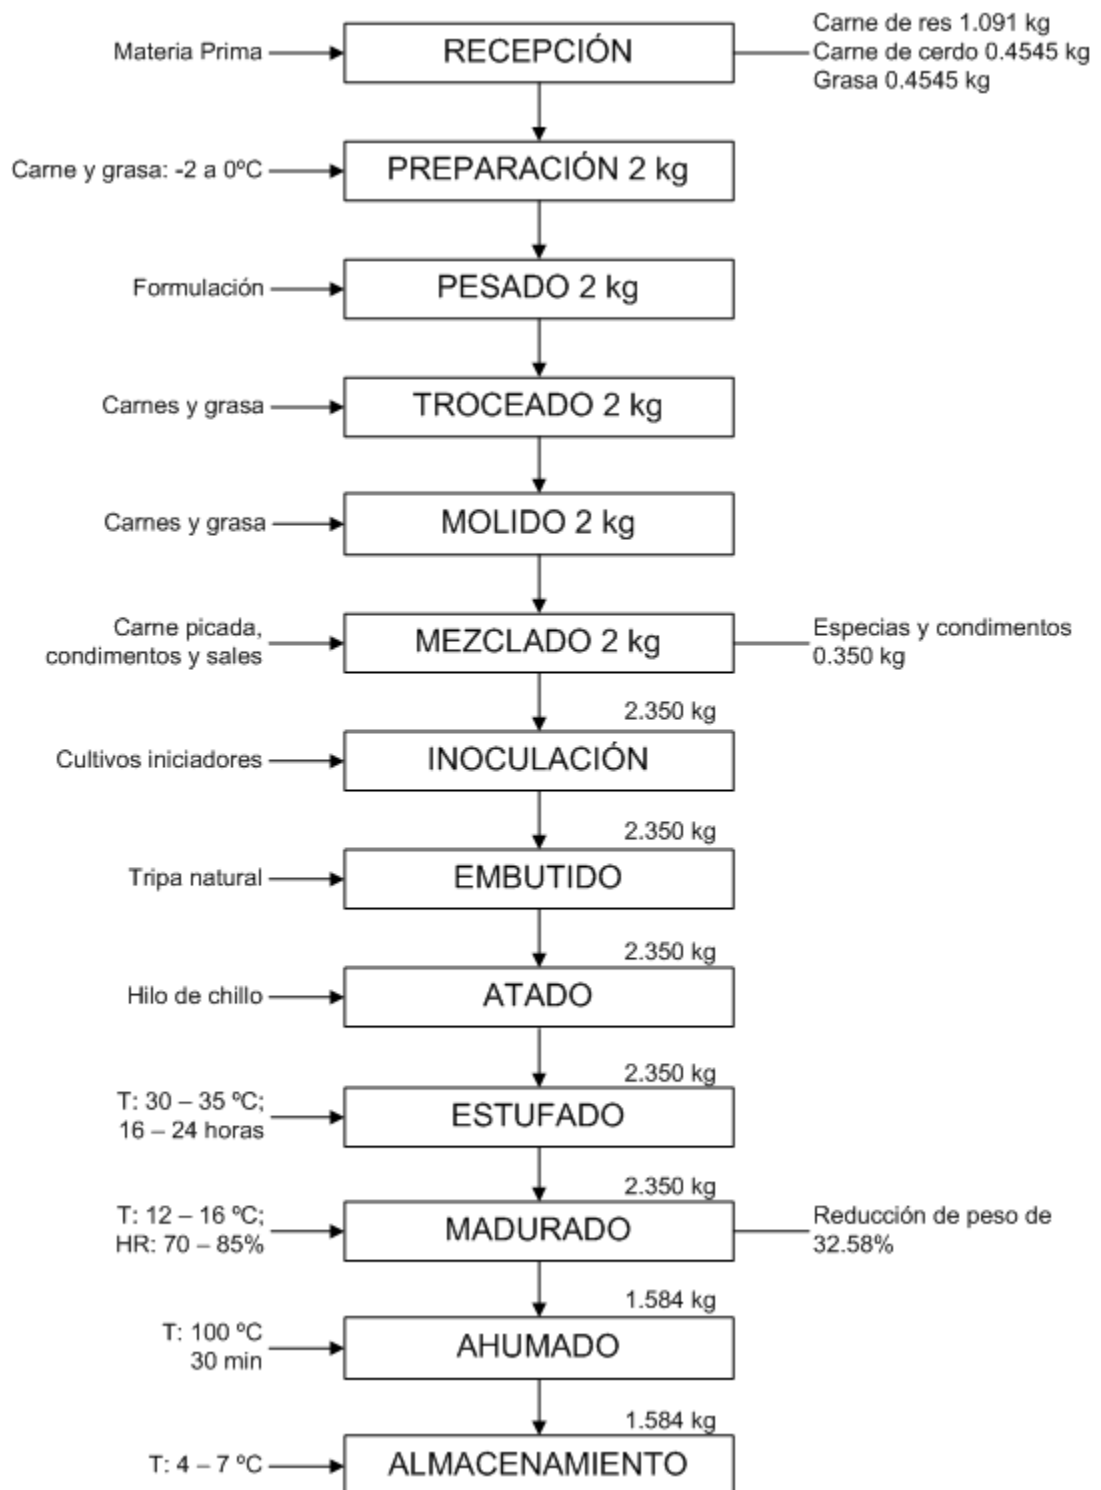 Materia Prima
RECEPCIÓN
Carne de res 1.091 kg
Carne de cerdo 0.4545 kg
Grasa 0.4545 kg
Carne y grasa: -2 a 0ºC
PREPARACIÓN 2 kg
Formulación
PESADO 2 kg
Carnes y grasa
TROCEADO 2 kg
Carnes y grasa
MOLIDO 2 kg
Carne picada,
condimentos y sales
MEZCLADO 2 kg
Especias y condimentos
0.350 kg
2.350 kg
Cultivos iniciadores
INOCULACIÓN
2.350 kg
Tripa natural
EMBUTIDO
2.350 kg
Hilo de chillo
ATADO
2.350 kg
T: 30 – 35 ºC;
16 – 24 horas
ESTUFADO
2.350 kg
T: 12 – 16 ºC;
HR: 70 – 85%
MADURADO
Reducción de peso de
32.58%
1.584 kg
T: 100 ºC
30 min
AHUMADO
1.584 kg
T: 4 – 7 ºC
ALMACENAMIENTO